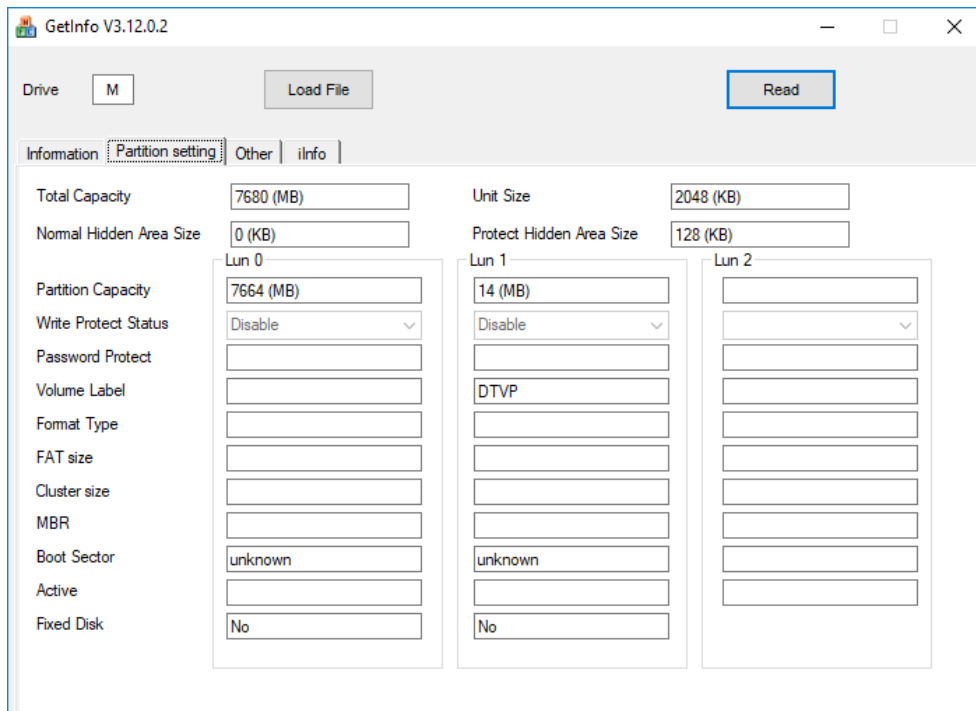 GetInfo V3.12.0.2
Drive M Load File Read
Information Partition setting Other iInfo
Total Capacity 7680 (MB) Unit Size 2048 (KB)
Normal Hidden Area Size 0 (KB) Protect Hidden Area Size 128 (KB)
Lun 0 Lun 1 Lun 2
Partition Capacity 7664 (MB) 14 (MB)
Write Protect Status Disable Disable
Password Protect
Volume Label DTVP
Format Type
FAT size
Cluster size
MBR
Boot Sector unknown unknown
Active
Fixed Disk No No